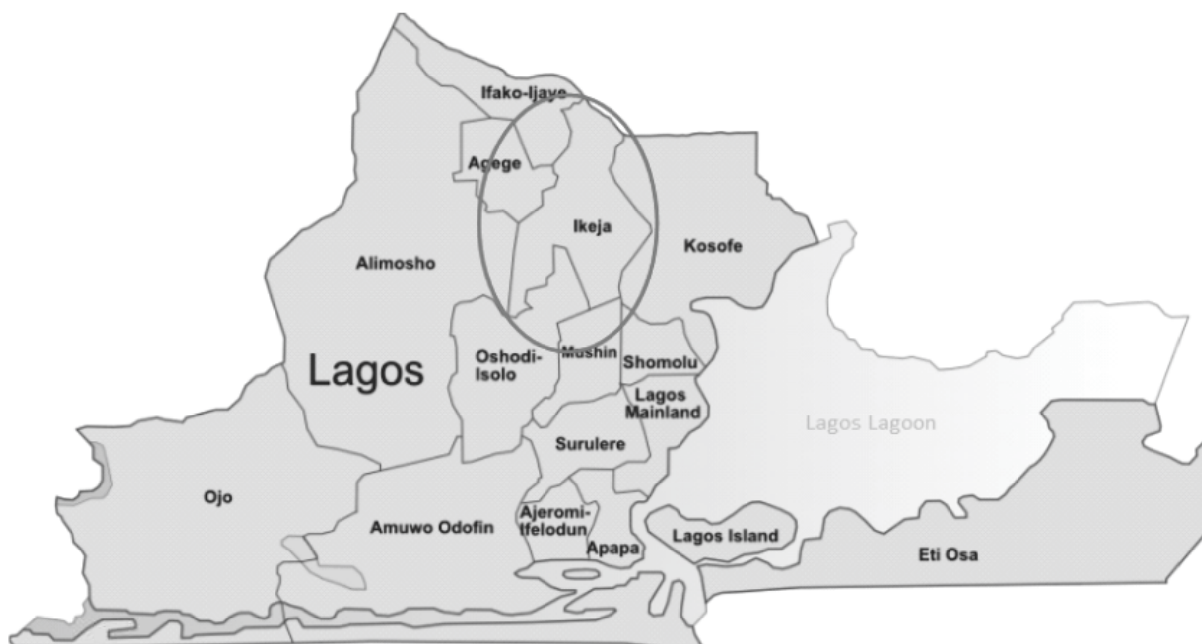 Ifako-Ijaye
Agege
Ikeja
Kosofe
Alimosho
Lagos
Oshodi-
Isolo
Mushin
Shomolu
Lagos
Mainland
Lagos Lagoon
Surulere
Ojo
Amuwo Odofin
Ajeromi-
Ifelodun
Apapa
Lagos Island
Eti Osa